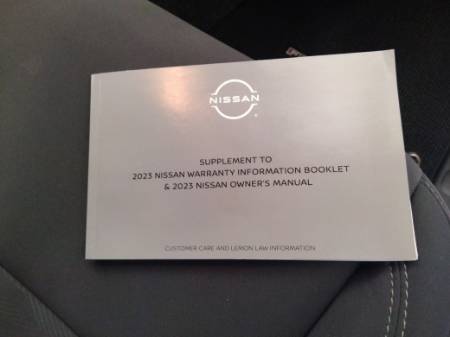 NISSAN
SUPPLEMENT TO
2023 NISSAN WARRANTY INFORMATION BOOKLET
& 2023 NISSAN OWNER'S MANUAL
CUSTOMER CARE AND LEMON LAW INFORMATION